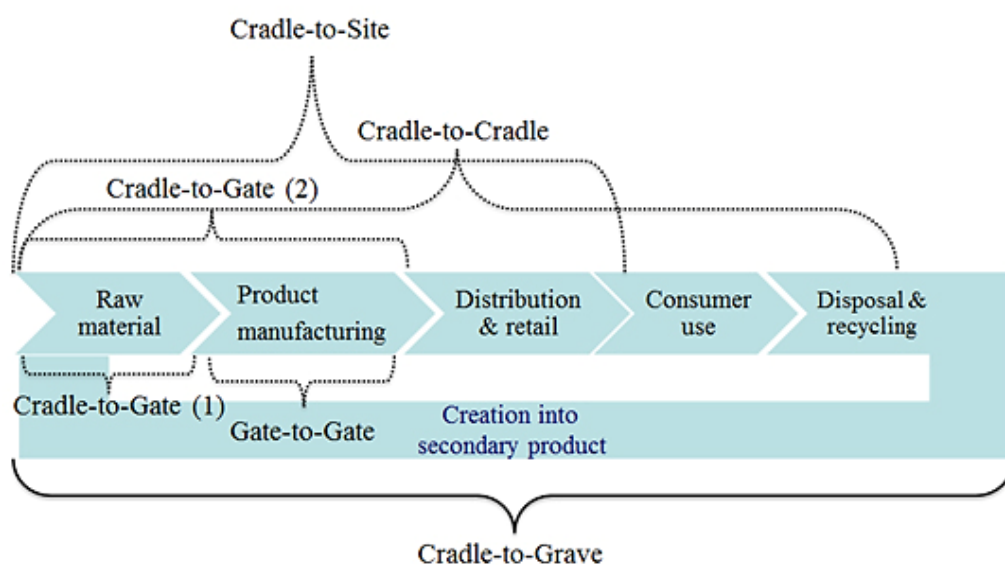 Cradle-to-Site
Cradle-to-Cradle
Cradle-to-Gate (2)
Raw
material
Product
manufacturing
Distribution
& retail
Consumer
use
Disposal &
recycling
Cradle-to-Gate (1)
Gate-to-Gate
Creation into
secondary product
Cradle-to-Grave